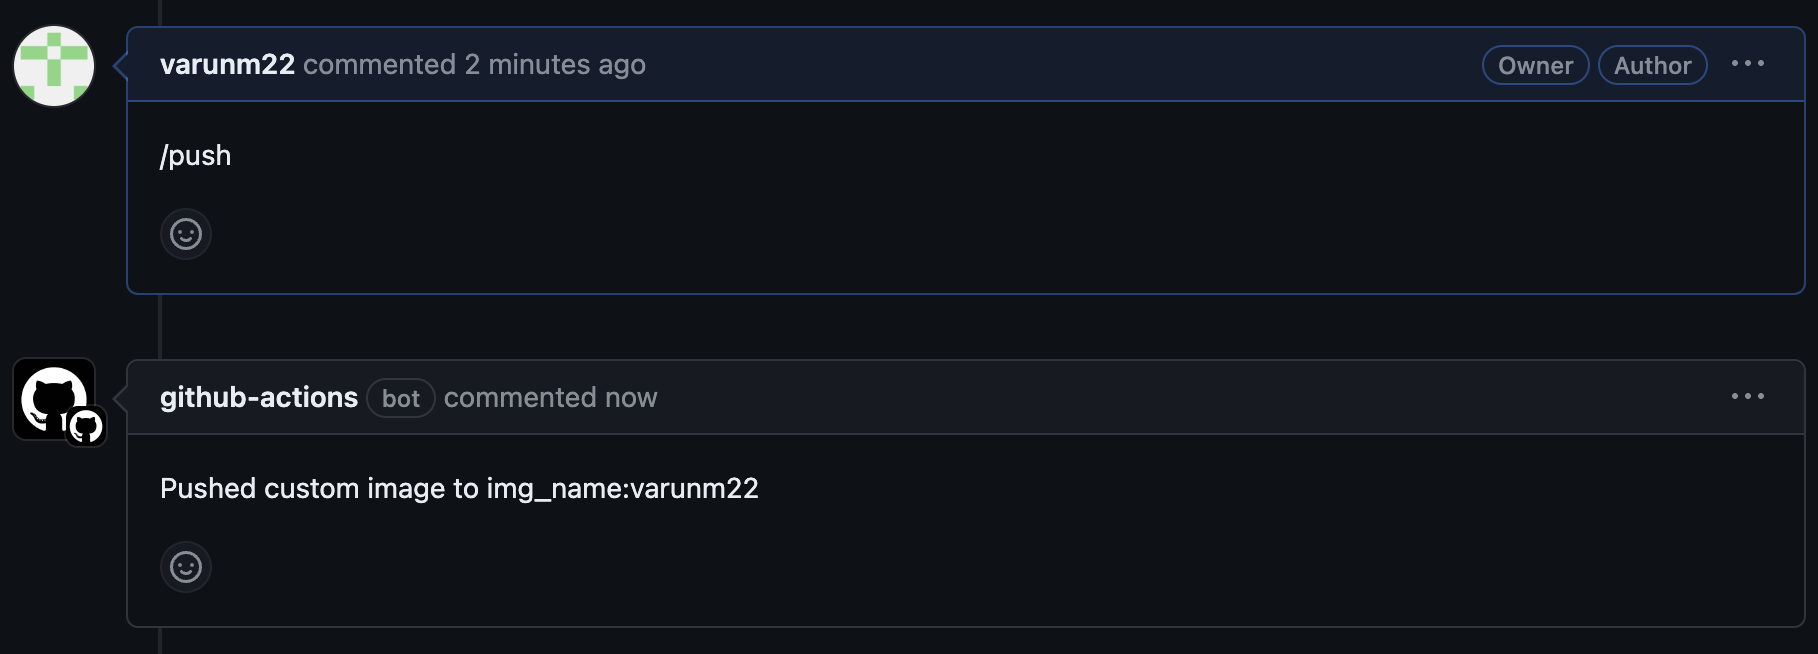 varunm22 commented 2 minutes ago Owner Author
/push
github-actions bot commented now
Pushed custom image to img_name:varunm22